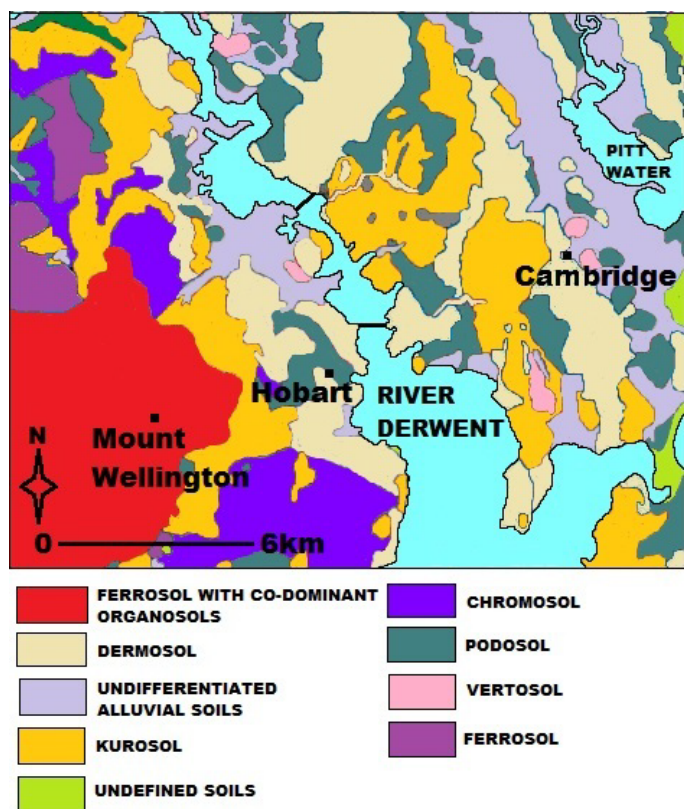 PITT
WATER
Cambridge
Hobart
RIVER
DERWENT
Mount
Wellington
N
0 6km
FERROSOL WITH CO-DOMINANT
ORGANOSOLS
DERMOSOL
UNDIFFERENTIATED
ALLUVIAL SOILS
KUROSOL
UNDEFINED SOILS
CHROMOSOL
PODOSOL
VERTOSOL
FERROSOL